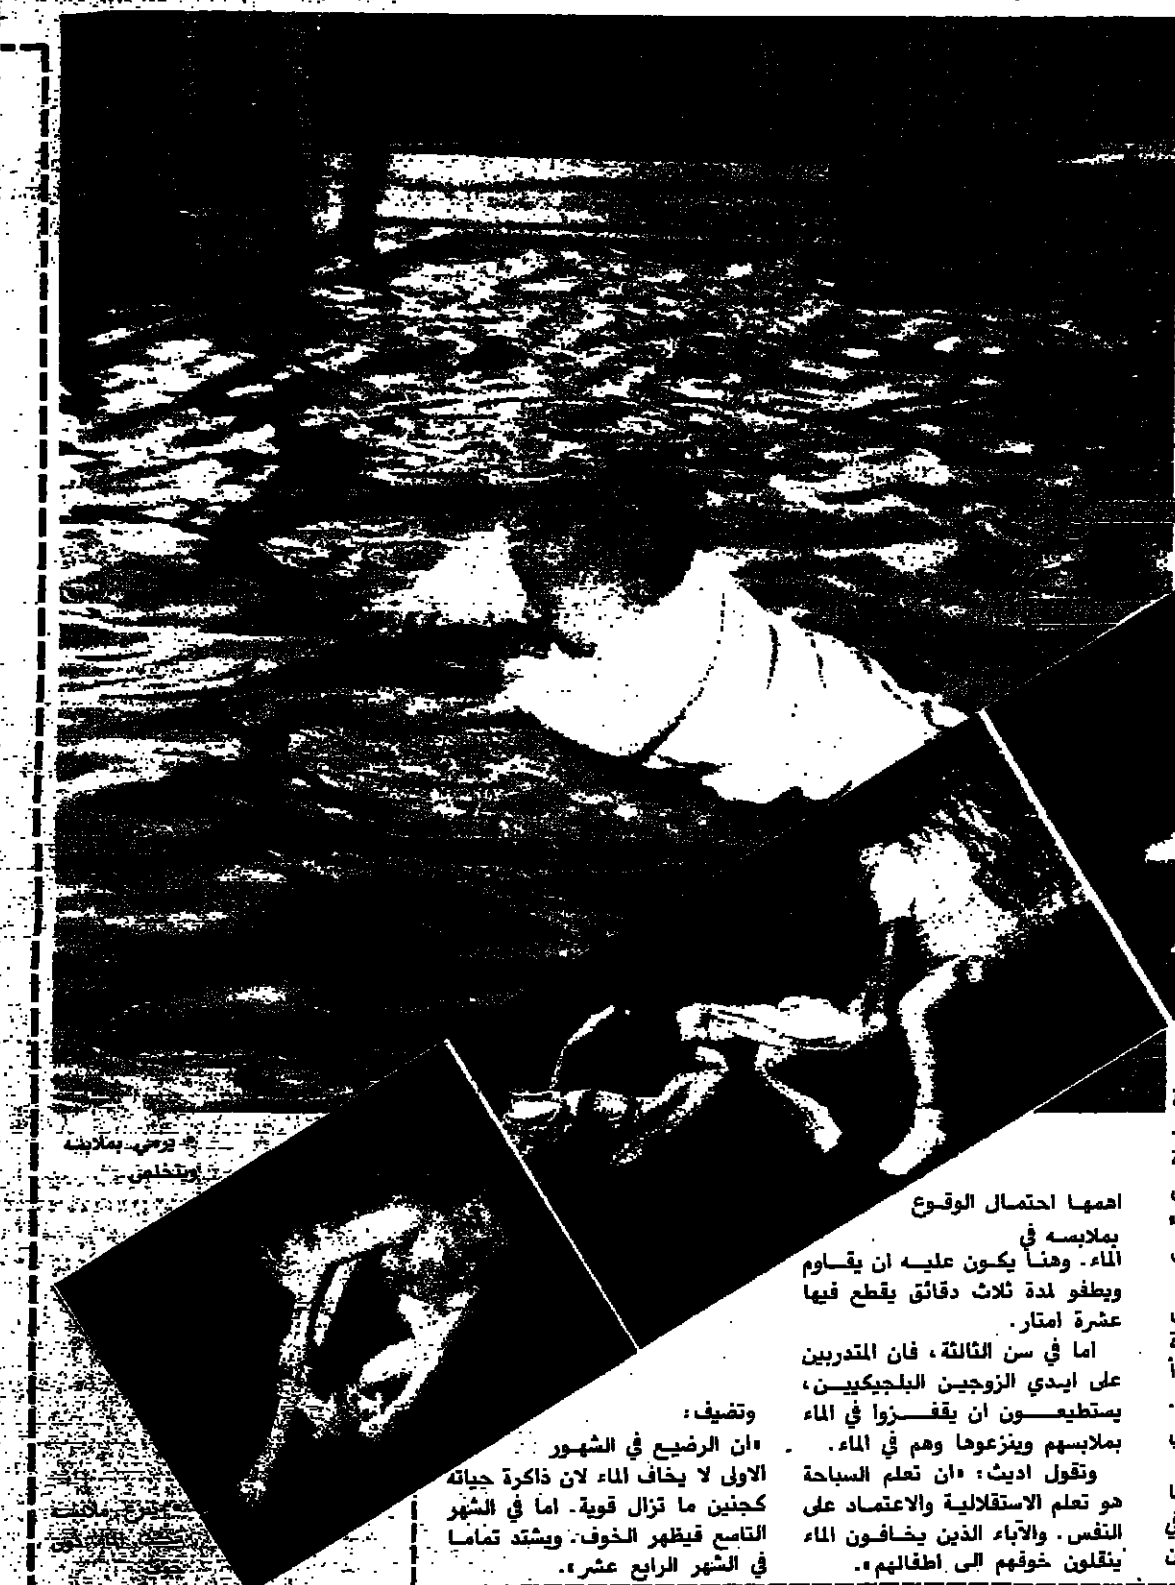 اهمها احتمال الوقوع
بملابسه في
الماء. وهنا يكون عليه ان يقاوم
ويطفو لمدة ثلاث دقائق يقطع فيها
عشرة امتار.
اما في سن الثالثة، فان المتدربين
على ايدي الزوجين البلجيكيين،
يستطيعون ان يقفزوا في الماء
بملابسهم وينزعوها وهم في الماء.
وتقول اديث: «ان تعلم السباحة
هو تعلم الاستقلالية والاعتماد على
النفس. والآباء الذين يخافون الماء
ينقلون خوفهم الى اطفالهم».
وتضيف:
«ان الرضيع في الشهور
الاولى لا يخاف الماء لان ذاكرة حياته
كجنين ما تزال قوية. اما في الشهر
التاسع فيظهر الخوف. ويشتد تماما
في الشهر الرابع عشر».
يرمي بملابسه
ويتخلص
ملابسه